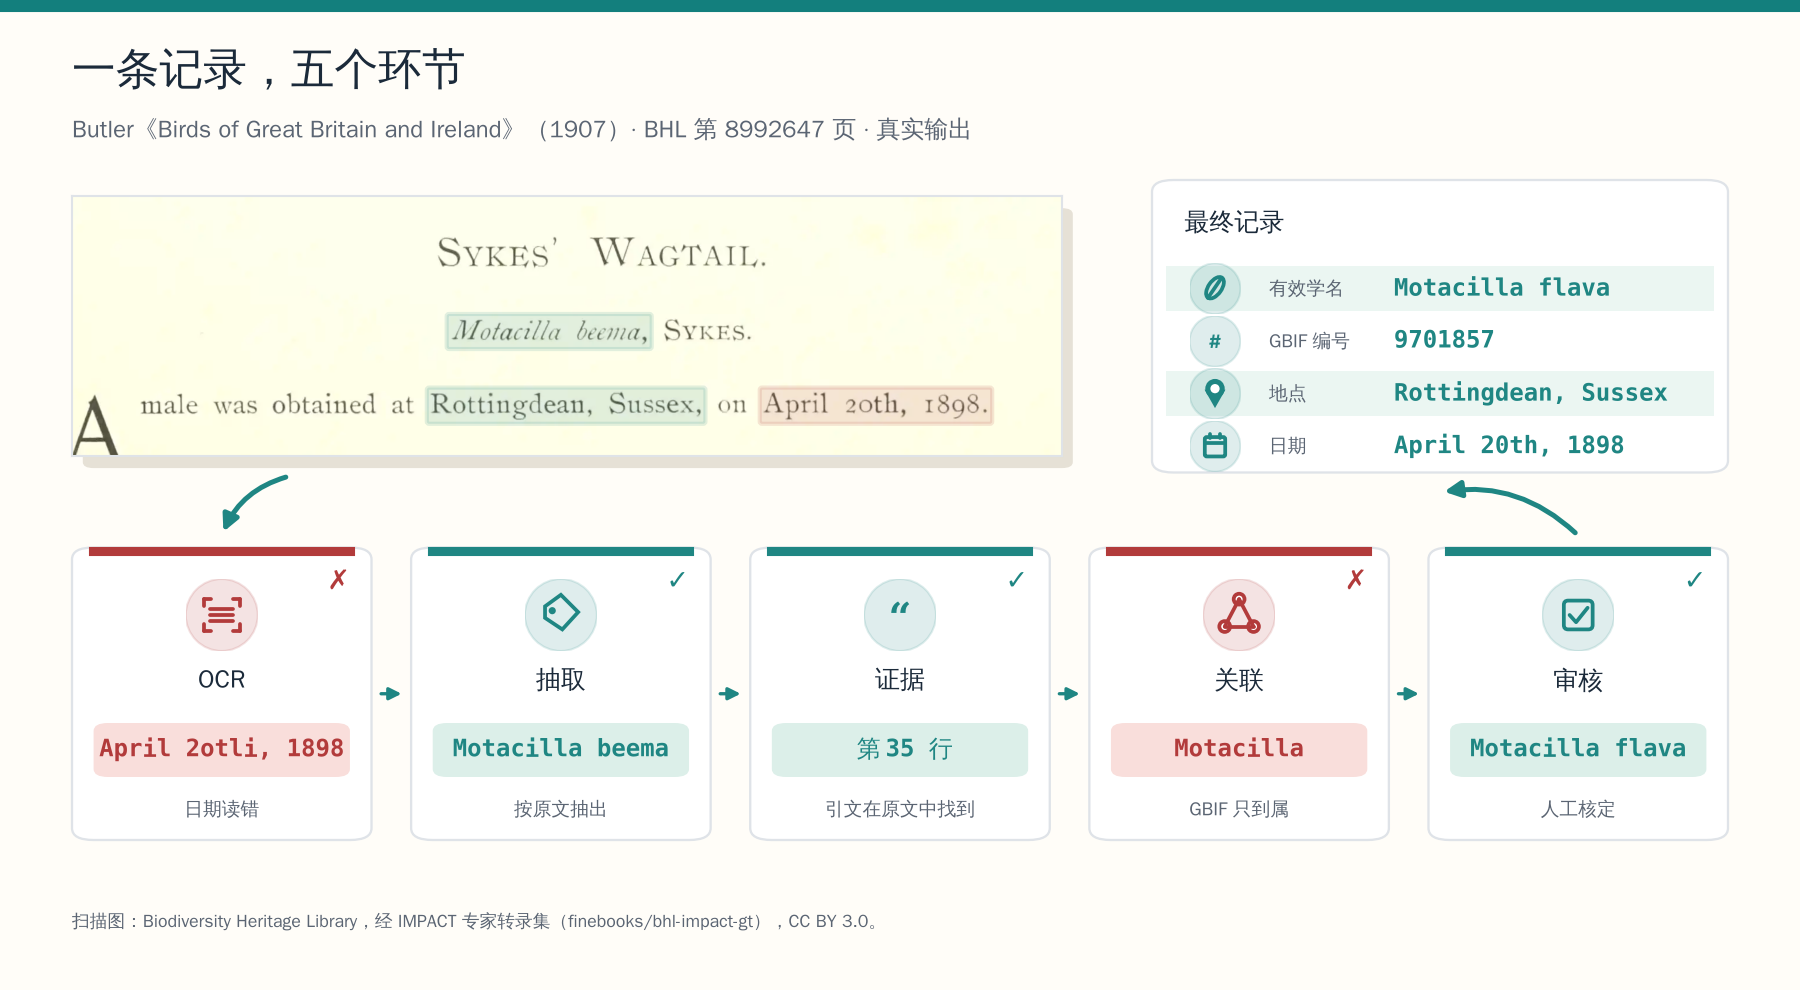 一条记录，五个环节
Butler《Birds of Great Britain and Ireland》（1907）· BHL 第 8992647 页 · 真实输出
SYKES' WAGTAIL.
Motacilla beema, SYKES.
A male was obtained at Rottingdean, Sussex, on April 20th, 1898.
最终记录
有效学名 Motacilla flava
# GBIF 编号 9701857
地点 Rottingdean, Sussex
日期 April 20th, 1898
✗
OCR
April 2otli, 1898
日期读错
✓
抽取
Motacilla beema
按原文抽出
✓
“
证据
第 35 行
引文在原文中找到
✗
关联
Motacilla
GBIF 只到属
✓
审核
Motacilla flava
人工核定
扫描图：Biodiversity Heritage Library，经 IMPACT 专家转录集（finebooks/bhl-impact-gt），CC BY 3.0。